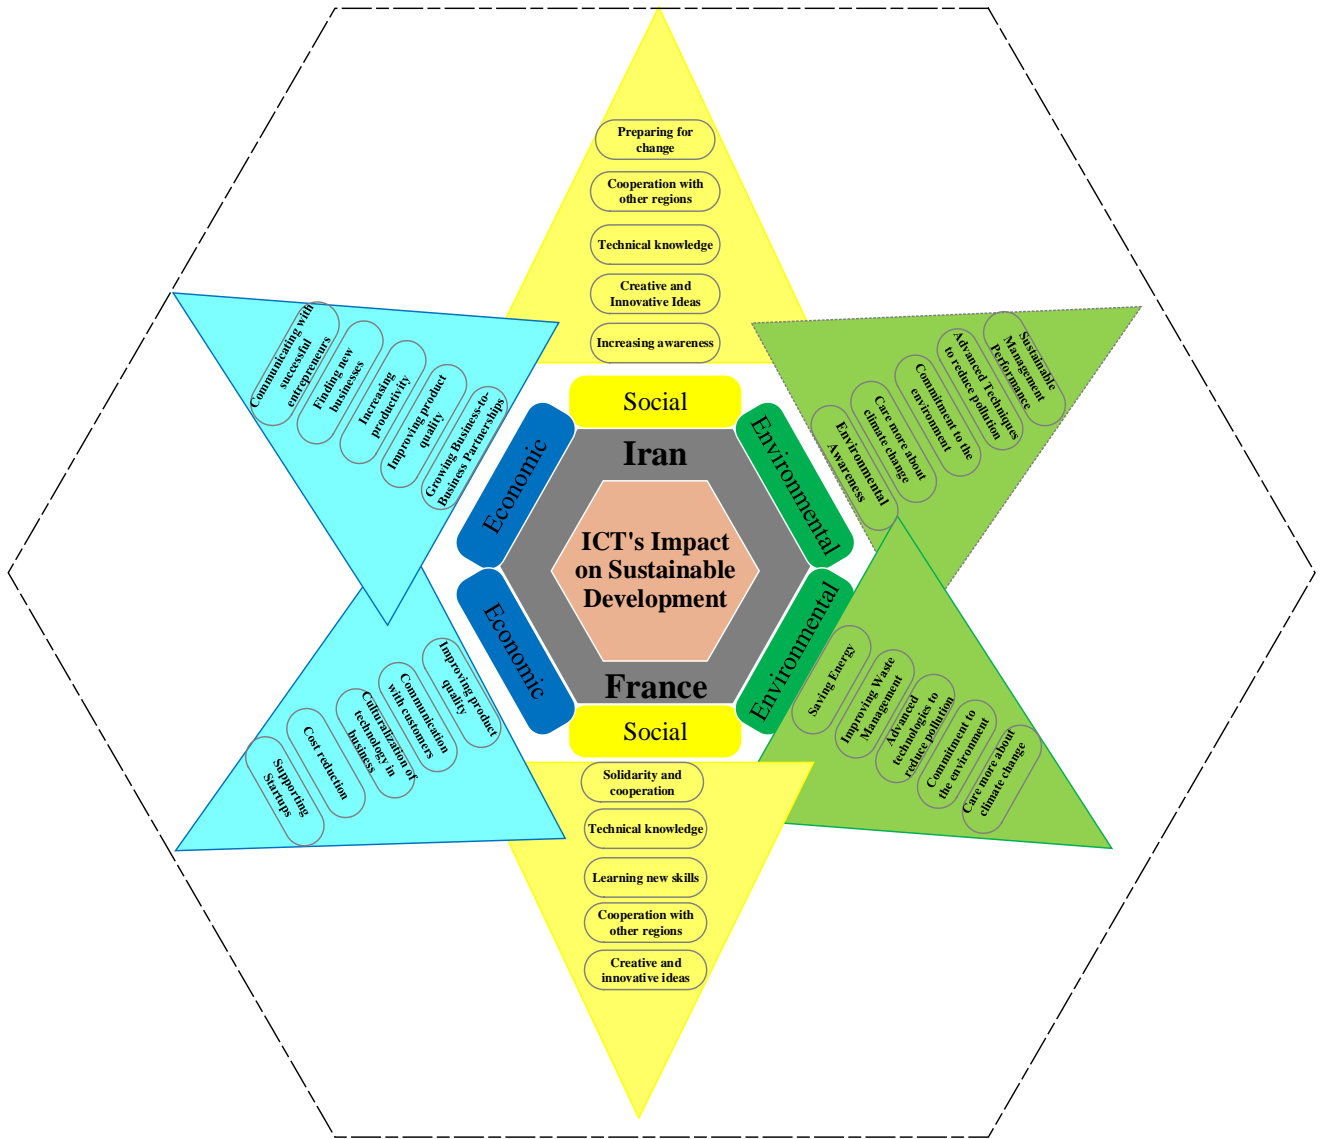 Preparing for
change
Cooperation with
other regions
Technical knowledge
Creative and
Innovative Ideas
Increasing awareness
Social
Communicating with
successful
entrepreneurs
Finding new
businesses
Increasing
productivity
Improving product
quality
Growing Business-to-
Business Partnerships
Economic
Sustainable
Management
Performance
Advanced Techniques
to reduce pollution
Commitment to the
environment
Care more about
climate change
Environmental
Awareness
Environmental
Iran
ICT's Impact
on Sustainable
Development
France
Economic
Improving product
quality
Communication
with customers
Culturalization of
technology in
business
Cost reduction
Supporting
Startups
Environmental
Saving Energy
Improving Waste
Management
Advanced
technologies to
reduce pollution
Commitment to
the environment
Care more about
climate change
Social
Solidarity and
cooperation
Technical knowledge
Learning new skills
Cooperation with
other regions
Creative and
innovative ideas